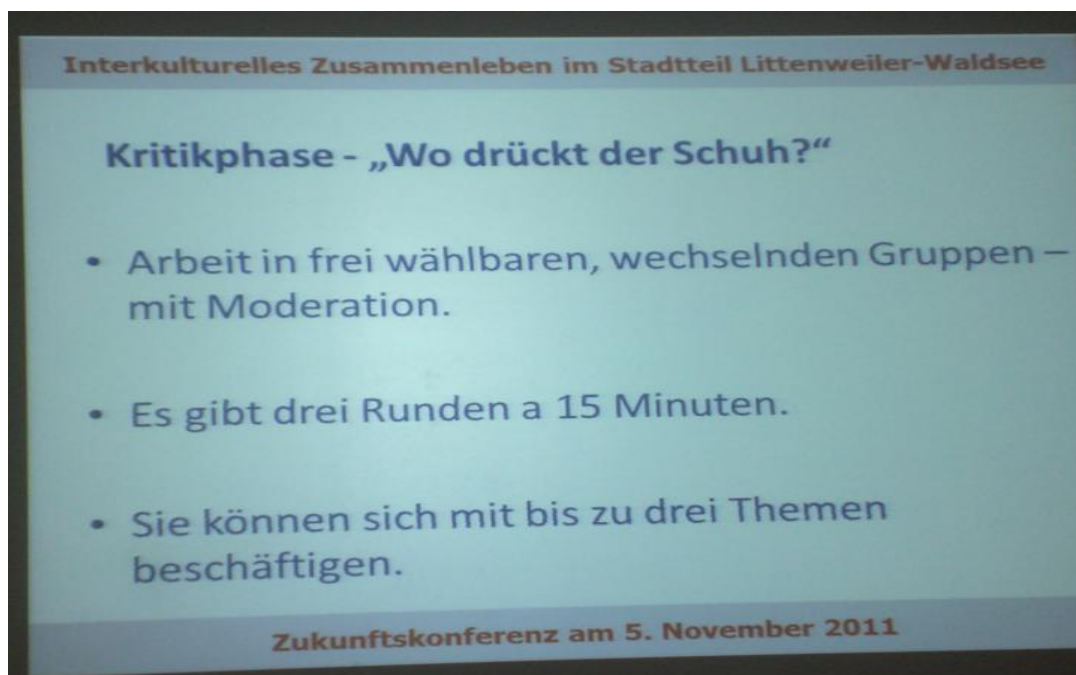 Interkulturelles Zusammenleben im Stadtteil Littenweiler-Waldsee
Kritikphase - „Wo drückt der Schuh?“
• Arbeit in frei wählbaren, wechselnden Gruppen –
mit Moderation.
• Es gibt drei Runden a 15 Minuten.
• Sie können sich mit bis zu drei Themen
beschäftigen.
Zukunftskonferenz am 5. November 2011